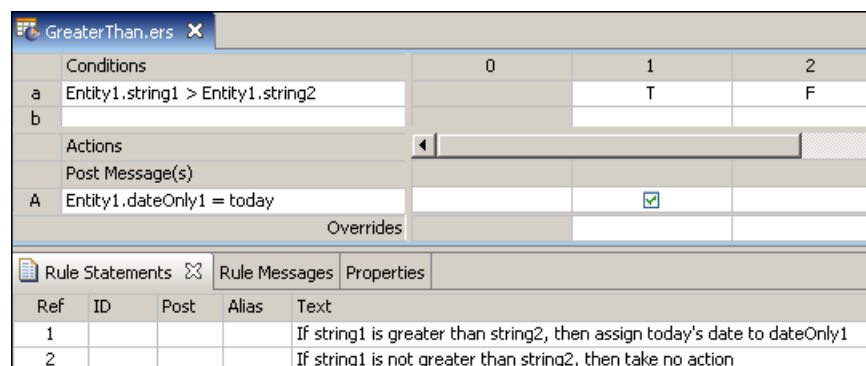 GreaterThan.ers
Conditions 0 1 2
a Entity1.string1 > Entity1.string2 T F
b
Actions
Post Message(s)
A Entity1.dateOnly1 = today
Overrides
Rule Statements Rule Messages Properties
Ref ID Post Alias Text
1 If string1 is greater than string2, then assign today's date to dateOnly1
2 If string1 is not greater than string2, then take no action